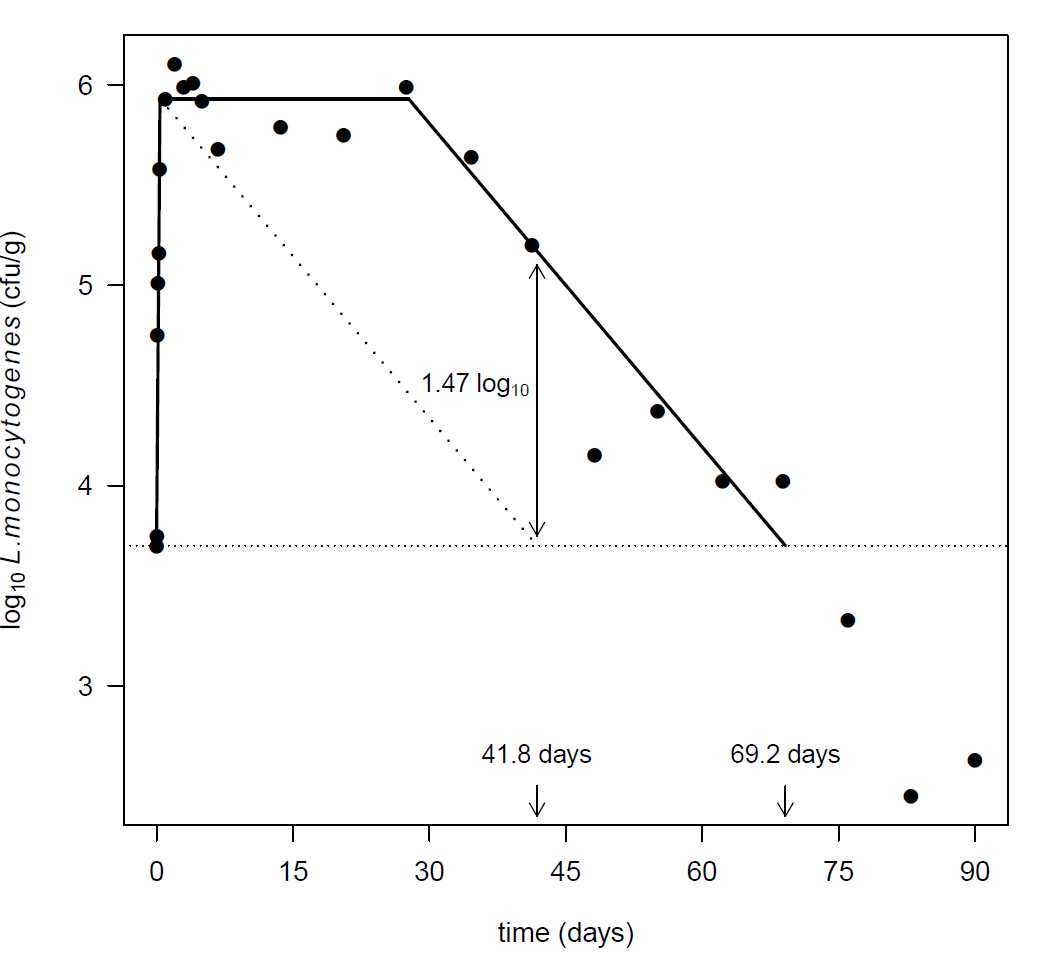 6
5
4
3
log10 L.monocytogenes (cfu/g)
1.47 log10
41.8 days
69.2 days
0 15 30 45 60 75 90
time (days)